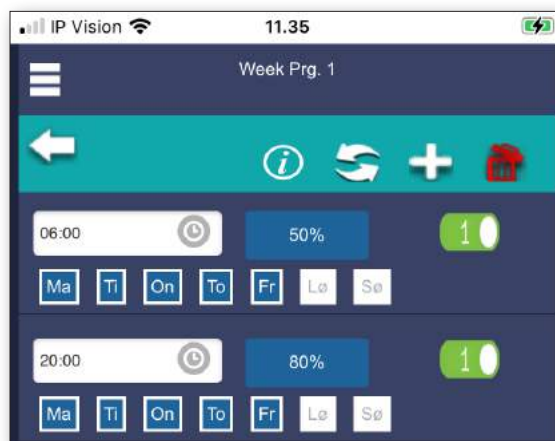 IP Vision 11.35
Week Prg. 1
i
06:00 50% 1
Ma Ti On To Fr Lø Sø
20:00 80% 1
Ma Ti On To Fr Lø Sø